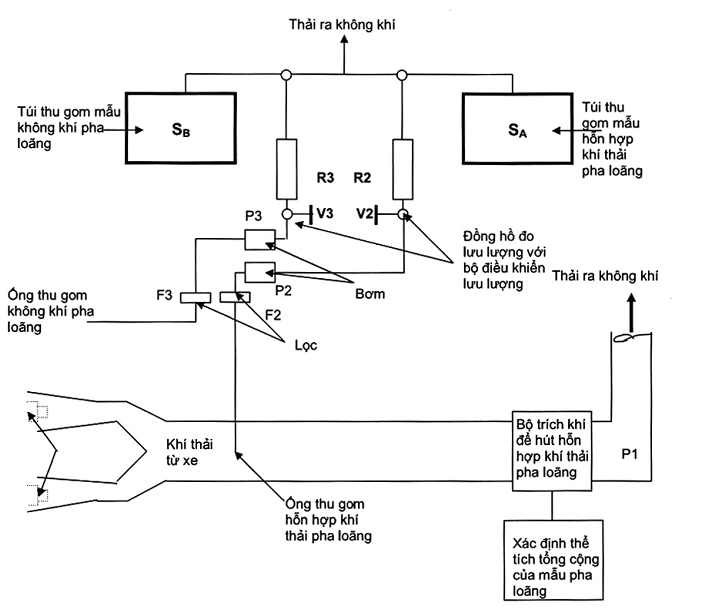 Thải ra không khí
Túi thu gom mẫu
không khí pha
loãng
SB
SA
Túi thu
gom mẫu
hỗn hợp
khí thải
pha loãng
R3
R2
P3
V3
V2
Đồng hồ đo
lưu lượng với
bộ điều khiển
lưu lượng
Thải ra không khí
Ống thu gom
không khí pha
loãng
F3
P2
Bơm
F2
Lọc
Khí thải
từ xe
Bộ trích khí
để hút hỗn
hợp khí thải
pha loãng
P1
Ống thu gom
hỗn hợp khí
thải pha loãng
Xác định thể
tích tổng cộng
của mẫu pha
loãng